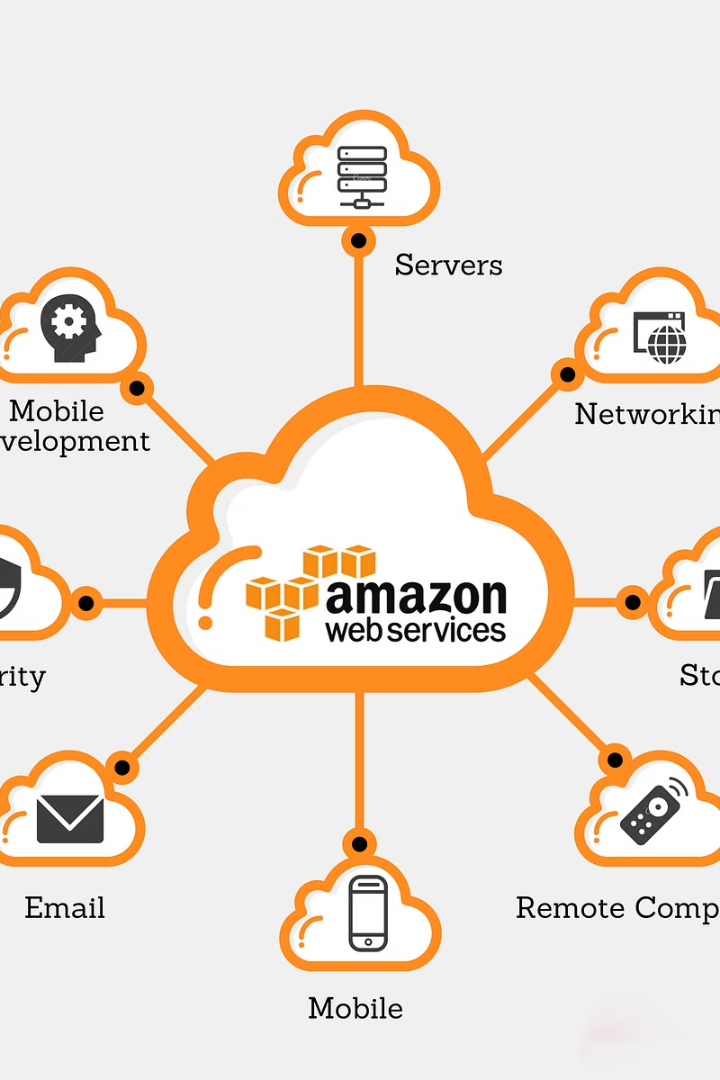 Servers
Mobile
velopment
Networkin
amazon
web services
rity
Sto
Email
Remote Comp
Mobile